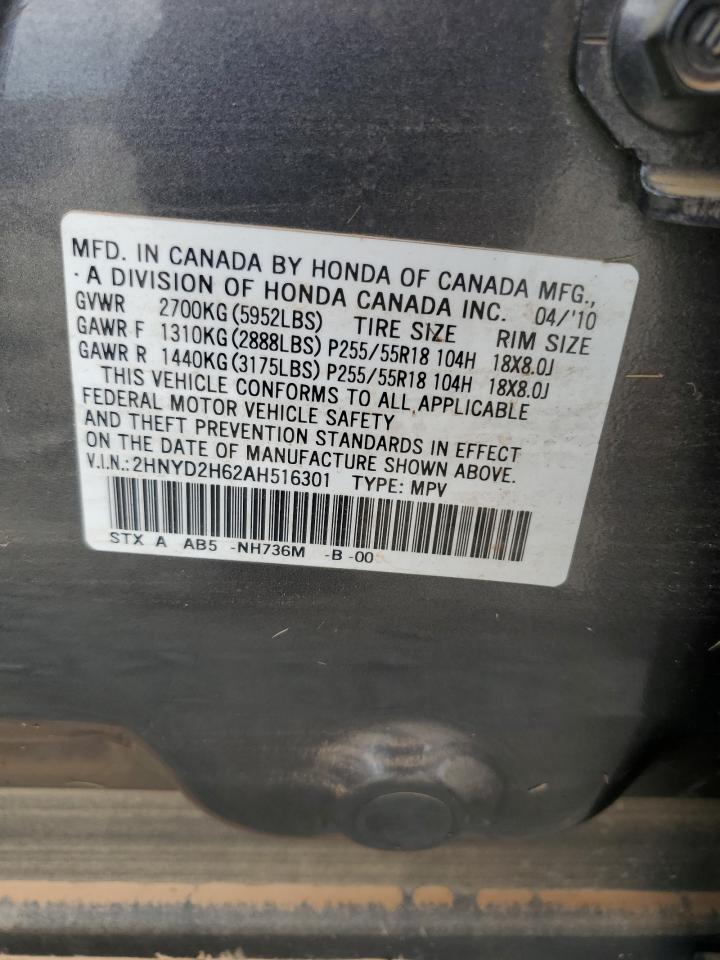 MFD. IN CANADA BY HONDA OF CANADA MFG.,
·A DIVISION OF HONDA CANADA INC. 04/'10
GVWR 2700KG(5952LBS) TIRE SIZE RIM SIZE
GAWR F 1310KG(2888LBS) P255/55R18 104H 18X8.0J
GAWR R 1440KG(3175LBS) P255/55R18 104H 18X8.0J
THIS VEHICLE CONFORMS TO ALL APPLICABLE
FEDERAL MOTOR VEHICLE SAFETY
AND THEFT PREVENTION STANDARDS IN EFFECT
ON THE DATE OF MANUFACTURE SHOWN ABOVE.
V.I.N.:2HNYD2H62AH516301 TYPE: MPV
STX A AB5 -NH736M -B -00